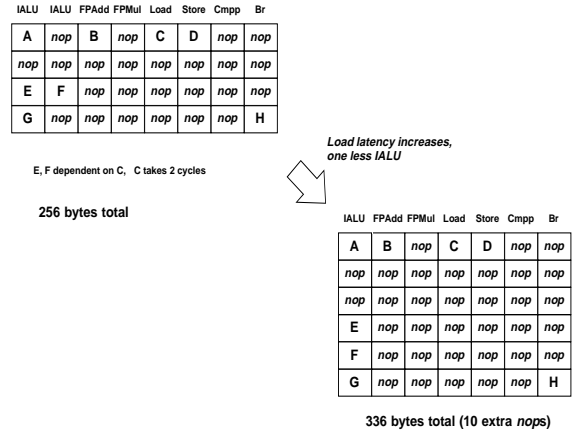 IALU IALU FPAdd FPMul Load Store Cmpp Br
A nop B nop C D nop nop
nop nop nop nop nop nop nop nop
E F nop nop nop nop nop nop
G nop nop nop nop nop nop H
E, F dependent on C, C takes 2 cycles
256 bytes total
Load latency increases,
one less IALU
IALU FPAdd FPMul Load Store Cmpp Br
A B nop C D nop nop
nop nop nop nop nop nop nop
nop nop nop nop nop nop nop
E nop nop nop nop nop nop
F nop nop nop nop nop nop
G nop nop nop nop nop H
336 bytes total (10 extra nops)